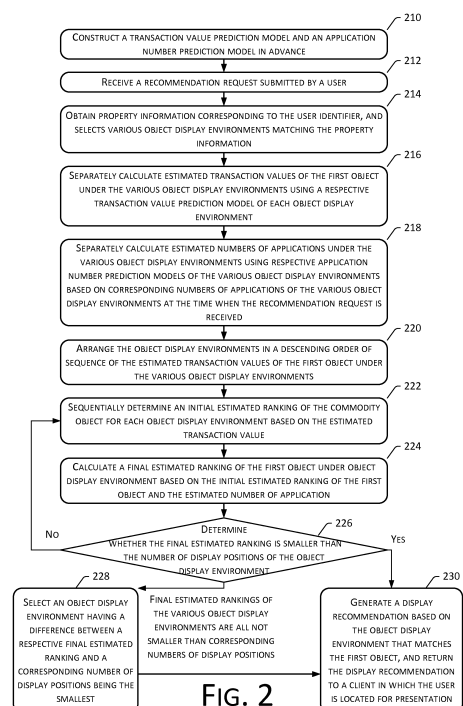 210
CONSTRUCT A TRANSACTION VALUE PREDICTION MODEL AND AN APPLICATION
NUMBER PREDICTION MODEL IN ADVANCE
212
RECEIVE A RECOMMENDATION REQUEST SUBMITTED BY A USER
214
OBTAIN PROPERTY INFORMATION CORRESPONDING TO THE USER IDENTIFIER, AND
SELECTS VARIOUS OBJECT DISPLAY ENVIRONMENTS MATCHING THE PROPERTY
INFORMATION
216
SEPARATELY CALCULATE ESTIMATED TRANSACTION VALUES OF THE FIRST OBJECT
UNDER THE VARIOUS OBJECT DISPLAY ENVIRONMENTS USING A RESPECTIVE
TRANSACTION VALUE PREDICTION MODEL OF EACH OBJECT DISPLAY
ENVIRONMENT
218
SEPARATELY CALCULATE ESTIMATED NUMBERS OF APPLICATIONS UNDER THE
VARIOUS OBJECT DISPLAY ENVIRONMENTS USING RESPECTIVE APPLICATION
NUMBER PREDICTION MODELS OF THE VARIOUS OBJECT DISPLAY ENVIRONMENTS
BASED ON CORRESPONDING NUMBERS OF APPLICATIONS OF THE VARIOUS OBJECT
DISPLAY ENVIRONMENTS AT THE TIME WHEN THE RECOMMENDATION REQUEST IS
RECEIVED
220
ARRANGE THE OBJECT DISPLAY ENVIRONMENTS IN A DESCENDING ORDER OF
SEQUENCE OF THE ESTIMATED TRANSACTION VALUES OF THE FIRST OBJECT UNDER
THE VARIOUS OBJECT DISPLAY ENVIRONMENTS
222
SEQUENTIALLY DETERMINE AN INITIAL ESTIMATED RANKING OF THE COMMODITY
OBJECT FOR EACH OBJECT DISPLAY ENVIRONMENT BASED ON THE ESTIMATED
TRANSACTION VALUE
224
CALCULATE A FINAL ESTIMATED RANKING OF THE FIRST OBJECT UNDER OBJECT
DISPLAY ENVIRONMENT BASED ON THE INITIAL ESTIMATED RANKING OF THE FIRST
OBJECT AND THE ESTIMATED NUMBER OF APPLICATION
226
DETERMINE
WHETHER THE FINAL ESTIMATED RANKING IS SMALLER THAN
THE NUMBER OF DISPLAY POSITIONS OF THE OBJECT
DISPLAY ENVIRONMENT
NO
YES
228
SELECT AN OBJECT DISPLAY
ENVIRONMENT HAVING A
DIFFERENCE BETWEEN A
RESPECTIVE FINAL ESTIMATED
RANKING AND A
CORRESPONDING NUMBER OF
DISPLAY POSITIONS BEING THE
SMALLEST
FINAL ESTIMATED RANKINGS OF
THE VARIOUS OBJECT DISPLAY
ENVIRONMENTS ARE ALL NOT
SMALLER THAN CORRESPONDING
NUMBERS OF DISPLAY POSITIONS
230
GENERATE A DISPLAY
RECOMMENDATION BASED ON
THE OBJECT DISPLAY
ENVIRONMENT THAT MATCHES
THE FIRST OBJECT, AND RETURN
THE DISPLAY RECOMMENDATION
TO A CLIENT IN WHICH THE USER
IS LOCATED FOR PRESENTATION
FIG. 2